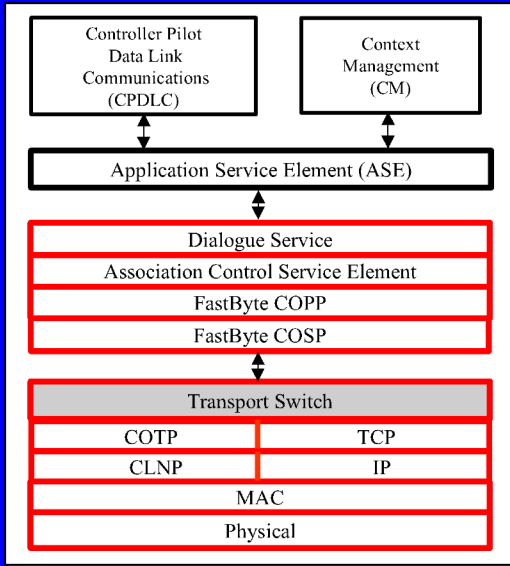 Controller Pilot
Data Link
Communications
(CPDLC)
Context
Management
(CM)
Application Service Element (ASE)
Dialogue Service
Association Control Service Element
FastByte COPP
FastByte COSP
Transport Switch
COTP
TCP
CLNP
IP
MAC
Physical